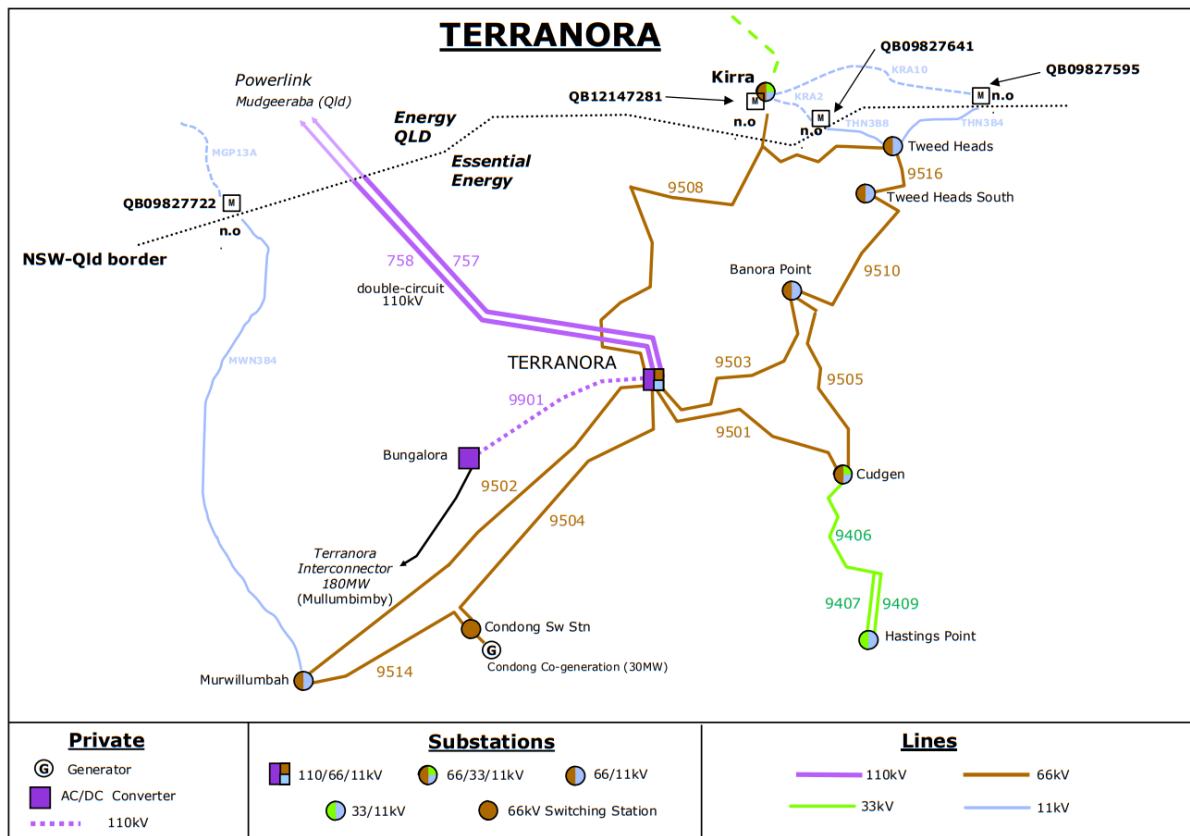 TERRANORA
QB09827641
Powerlink
Mudgeeraba (Qld)
Kirra
KRA10
QB09827595
QB12147281
M
KRA2
M
n.o
n.o
M
n.o
THN3B8
THN3B4
Energy
QLD
Essential
Energy
Tweed Heads
9516
MGP13A
9508
Tweed Heads South
QB09827722
M
n.o
NSW-Qld border
758
757
double-circuit
110kV
9510
Banora Point
MWN3B4
TERRANORA
9503
9505
9901
9501
Bungalora
Cudgen
9502
9504
9406
Terranora
Interconnector
180MW
(Mullumbimby)
9407
9409
Condong Sw Stn
Hastings Point
G
Condong Co-generation (30MW)
9514
Murwillumbah
Private
G Generator
AC/DC Converter
110kV
Substations
110/66/11kV
66/33/11kV
66/11kV
33/11kV
66kV Switching Station
Lines
110kV
66kV
33kV
11kV